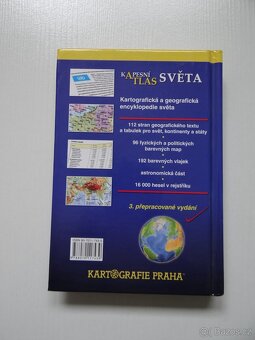 KAPESNÍ
ATLAS SVĚTA
Kartografická a geografická
encyklopedie světa
112 stran geografického textu
a tabulek pro svět, kontinenty a státy
96 fyzických a politických
barevných map
192 barevných vlajek
astronomická část
18 000 hesel v rejstříku
3. přepracované vydání
KARTOGRAFIE PRAHA